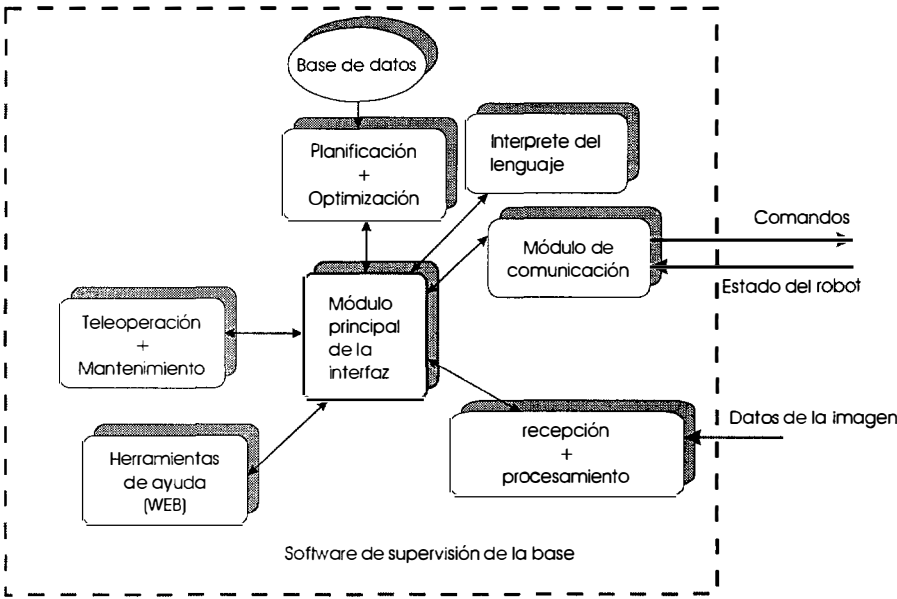 Base de datos
Planificación
+
Optimización
Interprete del
lenguaje
Módulo de
comunicación
Comandos
Estado del robot
Teleoperación
+
Mantenimiento
Módulo
principal
de la
interfaz
Herramientas
de ayuda
(WEB)
recepción
+
procesamiento
Datos de la imagen
Software de supervisión de la base